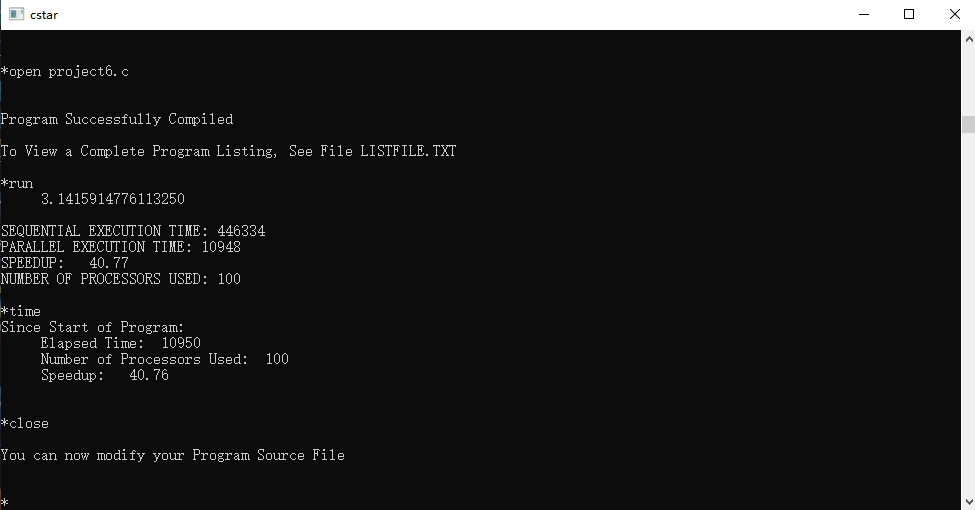 cstar
*open project6.c
Program Successfully Compiled
To View a Complete Program Listing, See File LISTFILE.TXT
*run
3.1415914776113250
SEQUENTIAL EXECUTION TIME: 446334
PARALLEL EXECUTION TIME: 10948
SPEEDUP: 40.77
NUMBER OF PROCESSORS USED: 100
*time
Since Start of Program:
Elapsed Time: 10950
Number of Processors Used: 100
Speedup: 40.76
*close
You can now modify your Program Source File
*